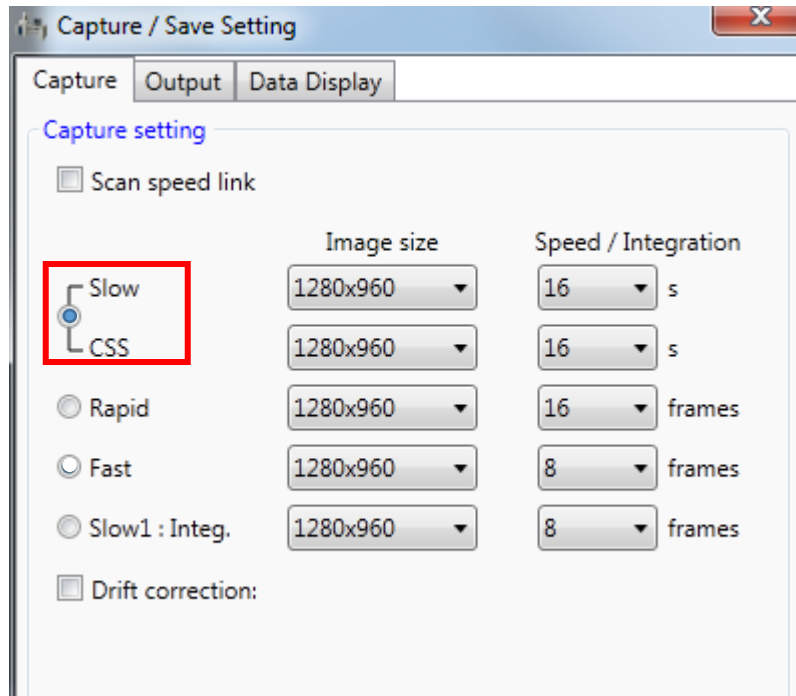 Capture / Save Setting
x
Capture Output Data Display
Capture setting
Scan speed link
Image size Speed / Integration
Slow 1280x960 16 s
CSS 1280x960 16 s
Rapid 1280x960 16 frames
Fast 1280x960 8 frames
Slow1 : Integ. 1280x960 8 frames
Drift correction: